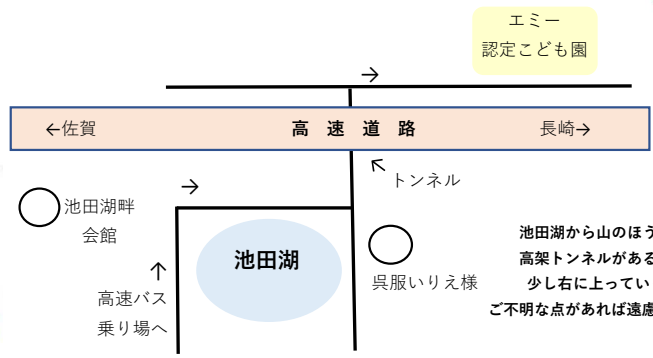 エミー
認定こども園
→
←佐賀
高速道路
長崎→
トンネル
→
池田湖畔
会館
池田湖
呉服いりえ様
高速バス
乗り場へ
池田湖から山のほう
高架トンネルがある
少し右に上ってい
ご不明な点があれば遠慮